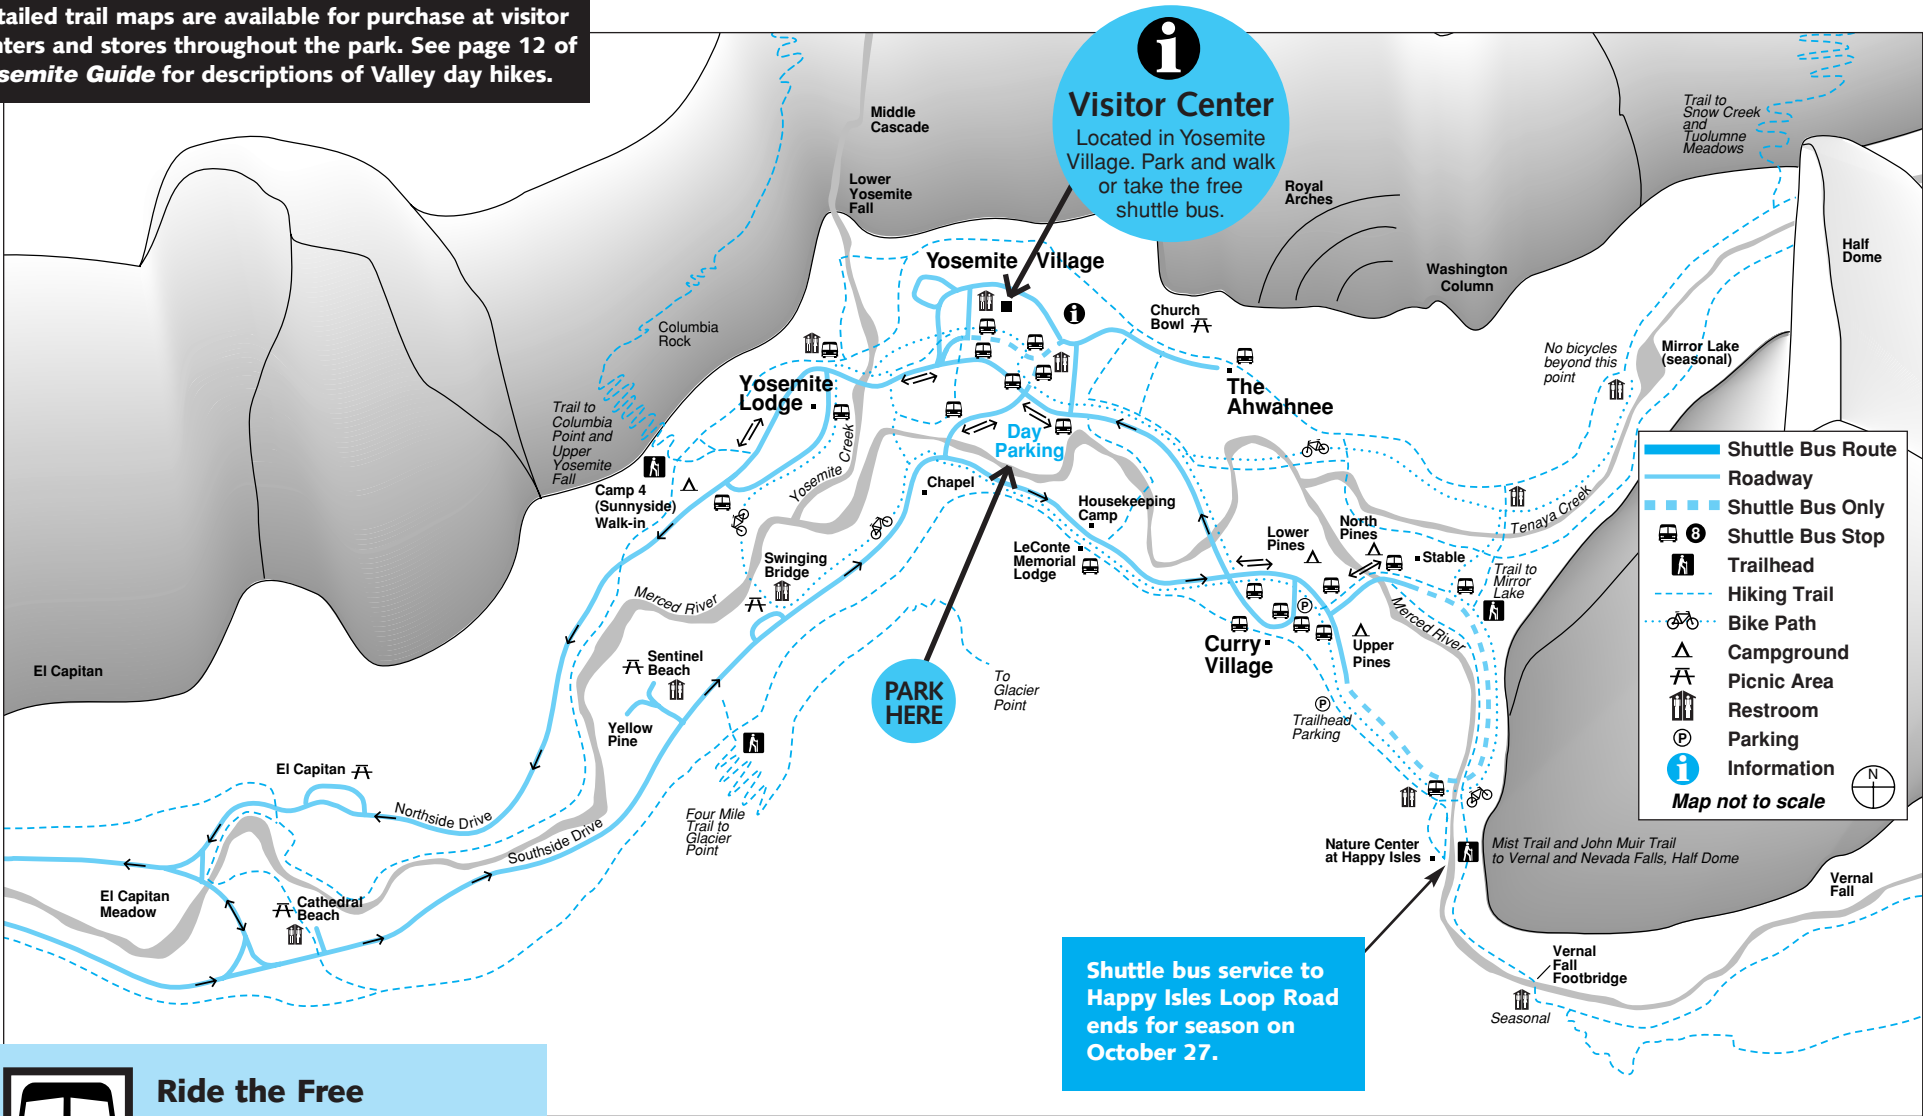 tailed trail maps are available for purchase at visitor
nters and stores throughout the park. See page 12 of
semite Guide for descriptions of Valley day hikes.
i
Visitor Center
Located in Yosemite
Village. Park and walk
or take the free
shuttle bus.
Middle
Cascade
Lower
Yosemite
Fall
Royal
Arches
Washington
Column
Trail to
Snow Creek
and
Tuolumne
Meadows
Half
Dome
Yosemite Village
i
Church
Bowl
The
Ahwahnee
Columbia
Rock
Yosemite
Lodge
Trail to
Columbia
Point and
Upper
Yosemite
Fall
Camp 4
(Sunnyside)
Walk-in
Yosemite Creek
Day
Parking
Chapel
Housekeeping
Camp
LeConte
Memorial
Lodge
Lower
Pines
North
Pines
Stable
Tenaya Creek
No bicycles
beyond this
point
Mirror Lake
(seasonal)
Trail to
Mirror
Lake
Merced River
P
Curry
Village
Upper
Pines
P
Trailhead
Parking
Swinging
Bridge
Merced River
Sentinel
Beach
Yellow
Pine
PARK
HERE
To
Glacier
Point
Four Mile
Trail to
Glacier
Point
El Capitan
El Capitan
Northside Drive
Southside Drive
El Capitan
Meadow
Cathedral
Beach
Nature Center
at Happy Isles
Mist Trail and John Muir Trail
to Vernal and Nevada Falls, Half Dome
Vernal
Fall
Vernal
Fall
Footbridge
Seasonal
Shuttle bus service to
Happy Isles Loop Road
ends for season on
October 27.
Shuttle Bus Route
Roadway
Shuttle Bus Only
8 Shuttle Bus Stop
Trailhead
Hiking Trail
Bike Path
Campground
Picnic Area
Restroom
P Parking
i Information
Map not to scale
N
Ride the Free